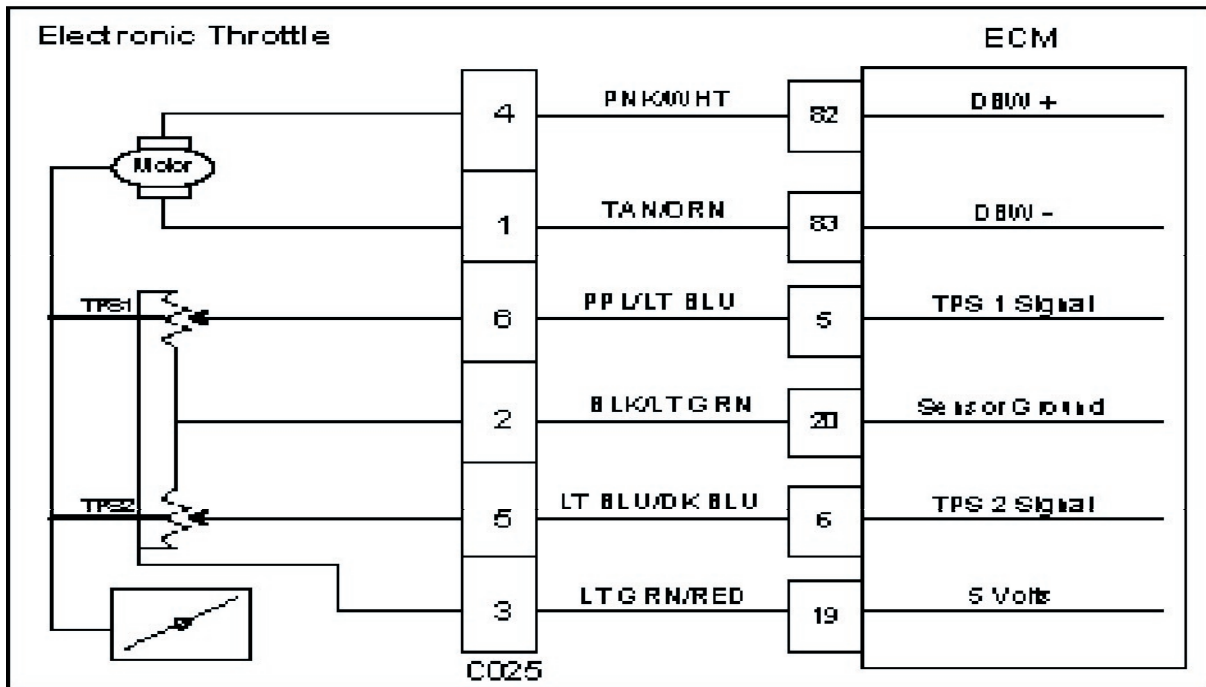 Electronic Throttle
ECM
4
PNK/WHT
82
DBW +
Motor
1
TAN/ORN
83
DBW -
TPS1
6
PPL/LT BLU
5
TPS 1 Signal
2
BLK/LT GRN
20
Sensor Ground
TPS2
5
LT BLU/DK BLU
6
TPS 2 Signal
3
LT GRN/RED
19
5 Volts
C025